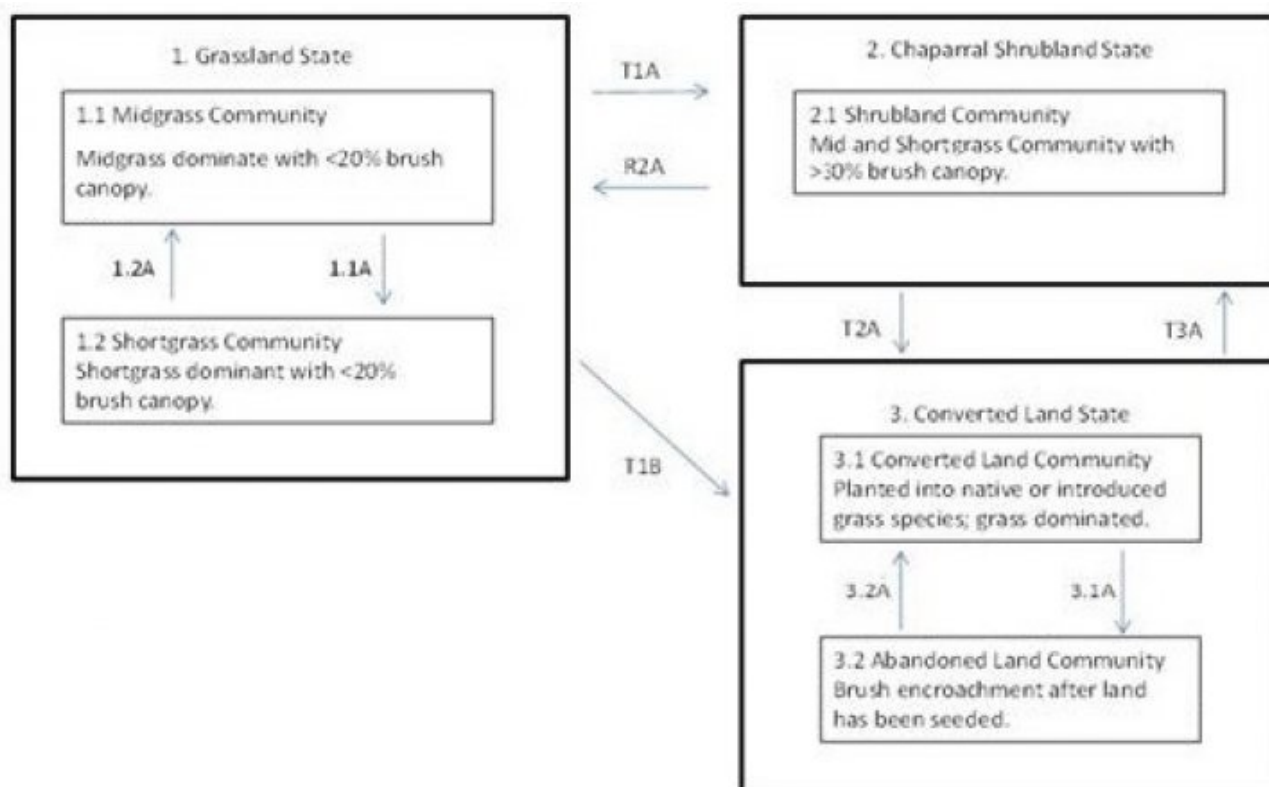 1. Grassland State
1.1 Midgrass Community
Midgrass dominate with <20% brush
canopy.
1.2A
1.1A
1.2 Shortgrass Community
Shortgrass dominant with <20%
brush canopy.
T1A
R2A
T1B
2. Chaparral Shrubland State
2.1 Shrubland Community
Mid and Shortgrass Community with
brush canopy.
T2A
T3A
3. Converted Land State
3.1 Converted Land Community
Planted into native or introduced
grass species; grass dominated.
3.2A
3.1A
3.2 Abandoned Land Community
Brush encroachment after land
has been seeded.